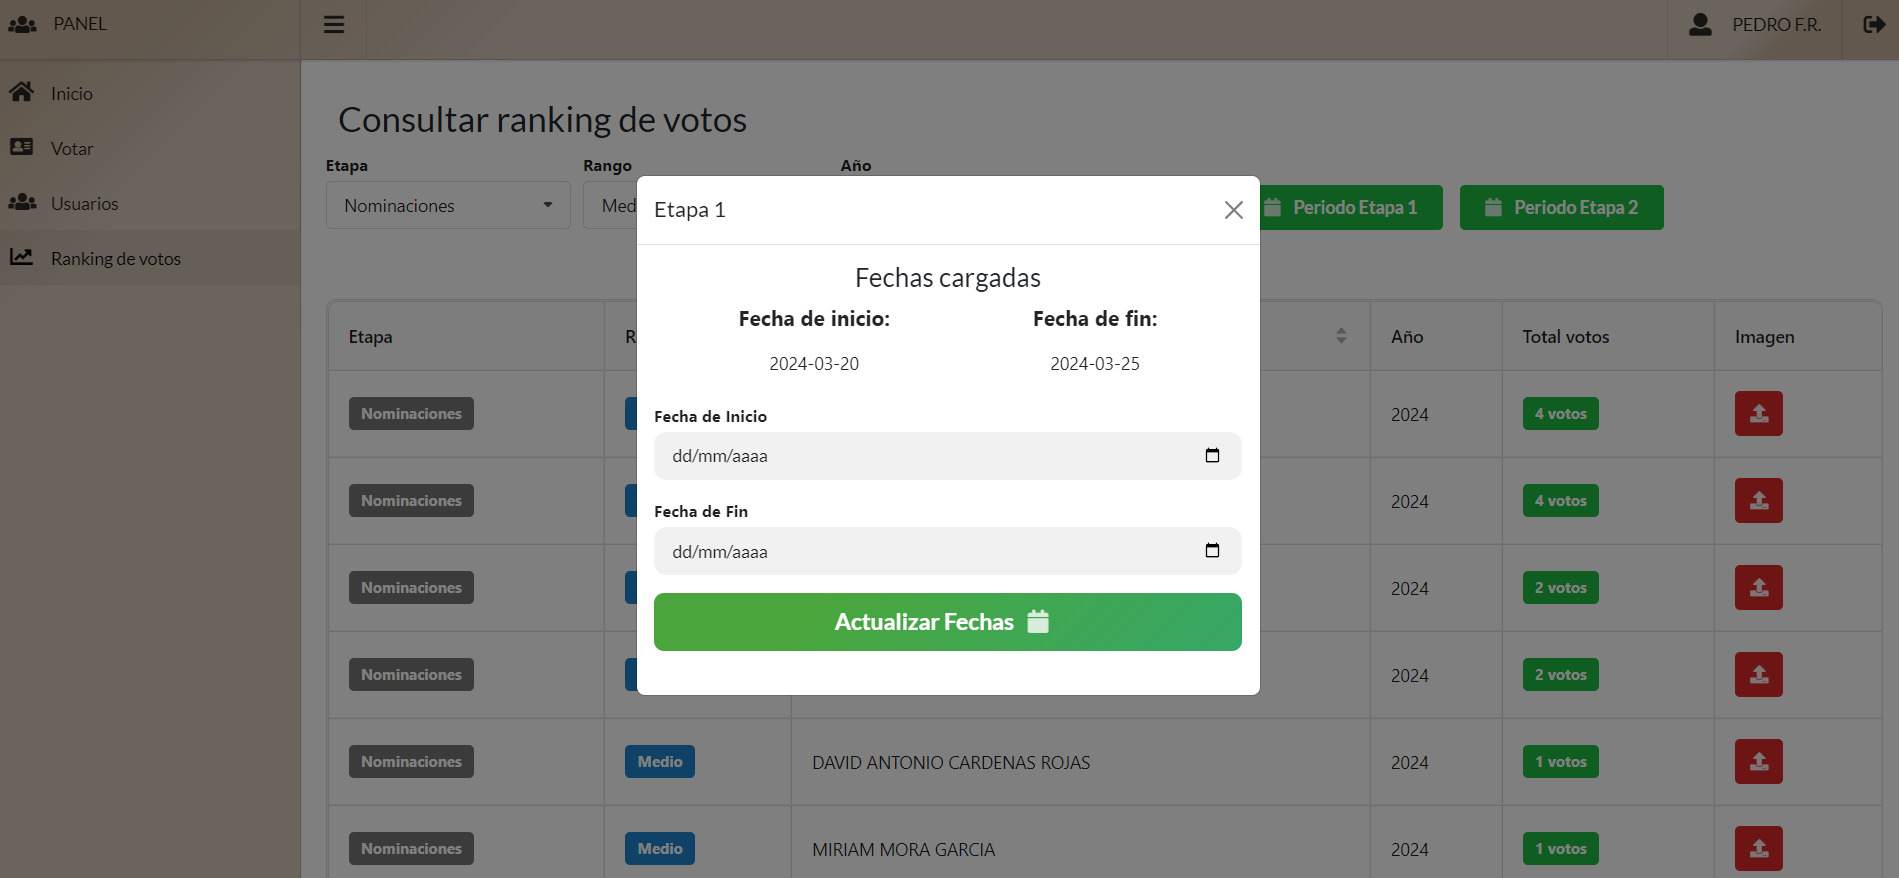 PANEL
PEDRO F.R.
Inicio
Votar
Usuarios
Ranking de votos
Consultar ranking de votos
Etapa Rango Año
Nominaciones
Periodo Etapa 1 Periodo Etapa 2
Etapa 1
Fechas cargadas
Fecha de inicio: Fecha de fin:
2024-03-20 2024-03-25
Fecha de Inicio
dd/mm/aaaa
Fecha de Fin
dd/mm/aaaa
Actualizar Fechas
Etapa Año Total votos Imagen
Nominaciones 2024 4 votos
Nominaciones 2024 4 votos
Nominaciones 2024 2 votos
Nominaciones 2024 2 votos
Nominaciones Medio DAVID ANTONIO CARDENAS ROJAS 2024 1 votos
Nominaciones Medio MIRIAM MORA GARCIA 2024 1 votos